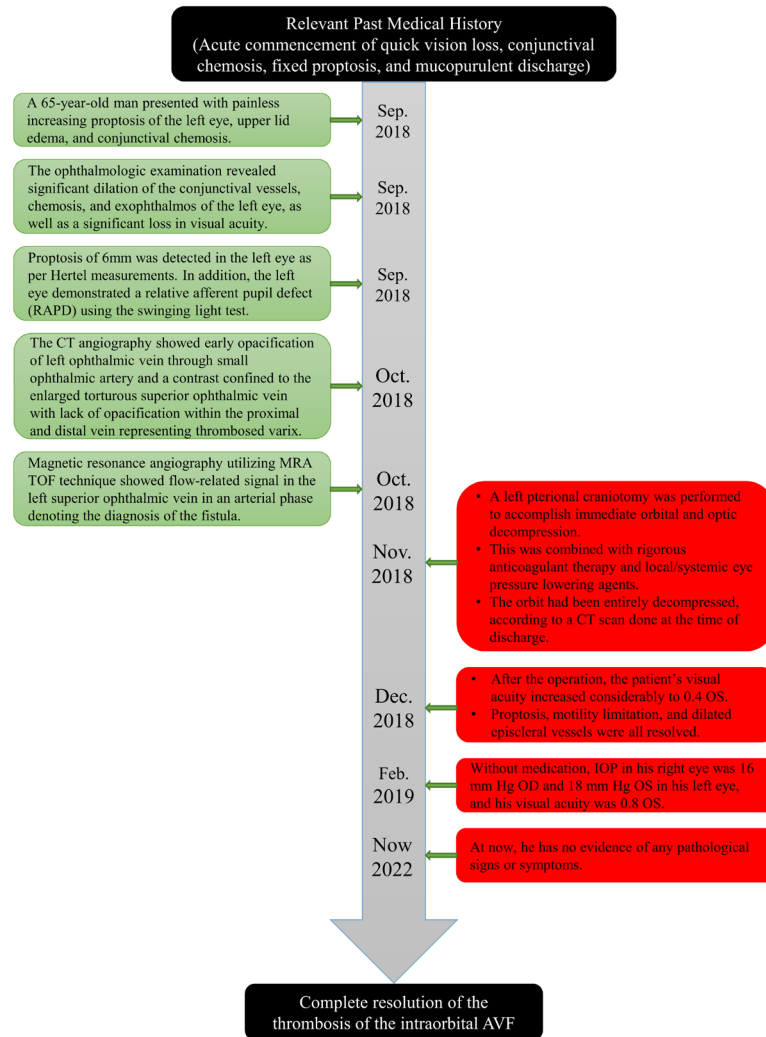 Relevant Past Medical History
(Acute commencement of quick vision loss, conjunctival
chemosis, fixed proptosis, and mucopurulent discharge)
A 65-year-old man presented with painless
increasing proptosis of the left eye, upper lid
edema, and conjunctival chemosis.
Sep.
2018
The ophthalmologic examination revealed
significant dilation of the conjunctival vessels,
chemosis, and exophthalmos of the left eye, as
well as a significant loss in visual acuity.
Sep.
2018
Proptosis of 6mm was detected in the left eye as
per Hertel measurements. In addition, the left
eye demonstrated a relative afferent pupil defect
(RAPD) using the swinging light test.
Sep.
2018
The CT angiography showed early opacification
of left ophthalmic vein through small
ophthalmic artery and a contrast confined to the
enlarged torturous superior ophthalmic vein
with lack of opacification within the proximal
and distal vein representing thrombosed varix.
Oct.
2018
Magnetic resonance angiography utilizing MRA
TOF technique showed flow-related signal in the
left superior ophthalmic vein in an arterial phase
denoting the diagnosis of the fistula.
Oct.
2018
Nov.
2018
• A left pterional craniotomy was performed
to accomplish immediate orbital and optic
decompression.
• This was combined with rigorous
anticoagulant therapy and local/systemic eye
pressure lowering agents.
• The orbit had been entirely decompressed,
according to a CT scan done at the time of
discharge.
Dec.
2018
• After the operation, the patient's visual
acuity increased considerably to 0.4 OS.
• Proptosis, motility limitation, and dilated
episcleral vessels were all resolved.
Feb.
2019
Without medication, IOP in his right eye was 16
mm Hg OD and 18 mm Hg OS in his left eye,
and his visual acuity was 0.8 OS.
Now
2022
At now, he has no evidence of any pathological
signs or symptoms.
Complete resolution of the
thrombosis of the intraorbital AVF